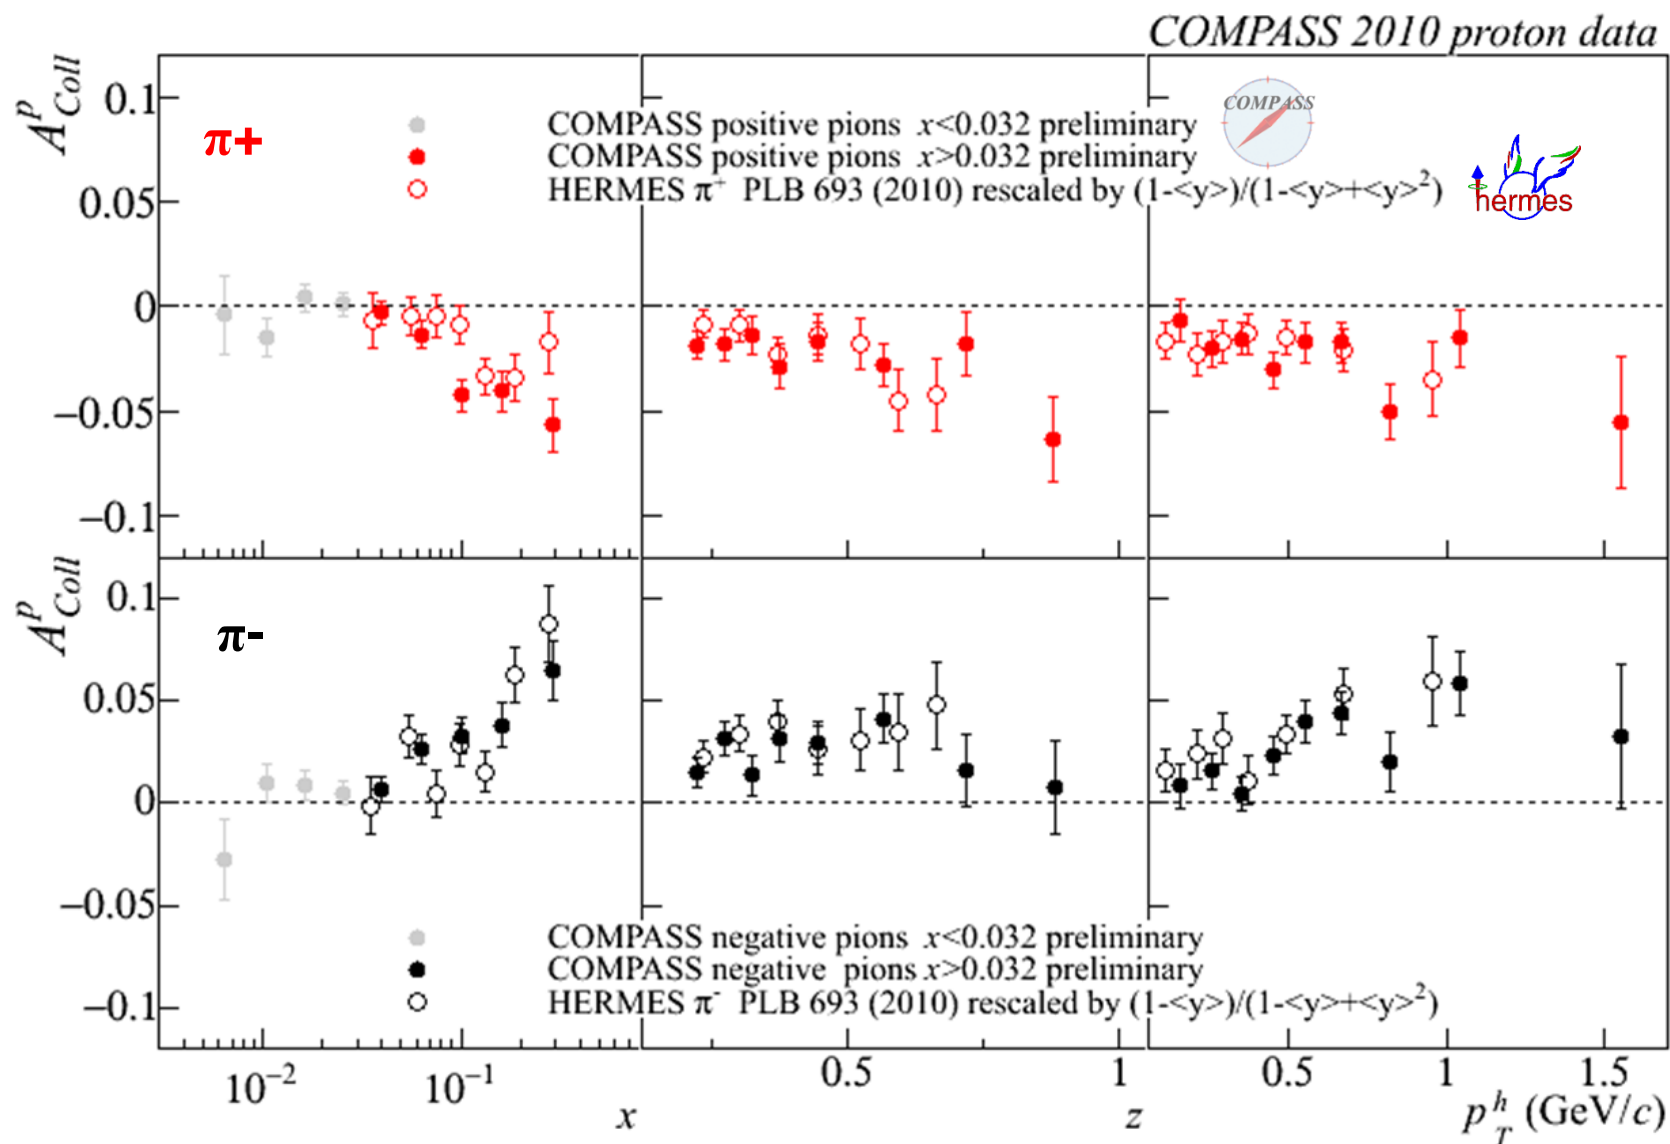 COMPASS 2010 proton data
A^p_Coll
0.1
0.05
0
−0.05
−0.1
π+
COMPASS positive pions x<0.032 preliminary
COMPASS positive pions x>0.032 preliminary
HERMES π⁺ PLB 693 (2010) rescaled by (1-<y>)/(1-<y>+<y>²)
COMPASS
hermes
A^p_Coll
0.1
0.05
0
−0.05
−0.1
π-
COMPASS negative pions x<0.032 preliminary
COMPASS negative pions x>0.032 preliminary
HERMES π⁻ PLB 693 (2010) rescaled by (1-<y>)/(1-<y>+<y>²)
10⁻² 10⁻¹ 0.5 1 0.5 1 1.5
x z p_T^h (GeV/c)